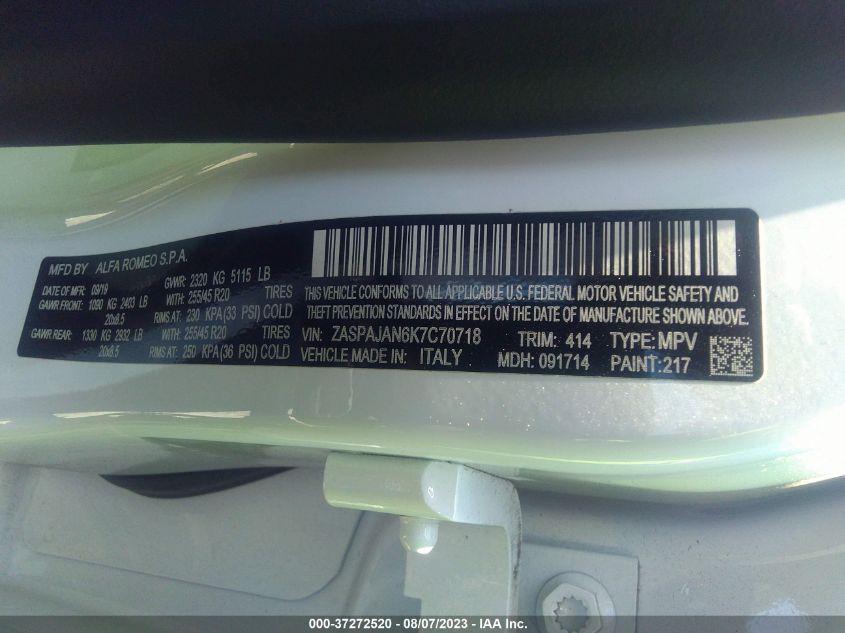 MFD BY ALFA ROMEO S.P.A.
DATE OF MFR: 09/19 GVWR: 2320 KG 5115 LB
GAWR FRONT: 1090 KG 2403 LB WITH: 255/45 R20 TIRES
20x8.5 RIMS AT: 230 KPA(33 PSI) COLD
GAWR REAR: 1330 KG 2932 LB WITH: 255/45 R20 TIRES
20x8.5 RIMS AT: 250 KPA(36 PSI) COLD
THIS VEHICLE CONFORMS TO ALL APPLICABLE U.S. FEDERAL MOTOR VEHICLE SAFETY AND
THEFT PREVENTION STANDARDS IN EFFECT ON THE DATE OF MANUFACTURE SHOWN ABOVE.
VIN: ZASPAJAN6K7C70718 TRIM: 414 TYPE: MPV
VEHICLE MADE IN: ITALY MDH: 091714 PAINT:217
000-37272520 - 08/07/2023 - IAA Inc.